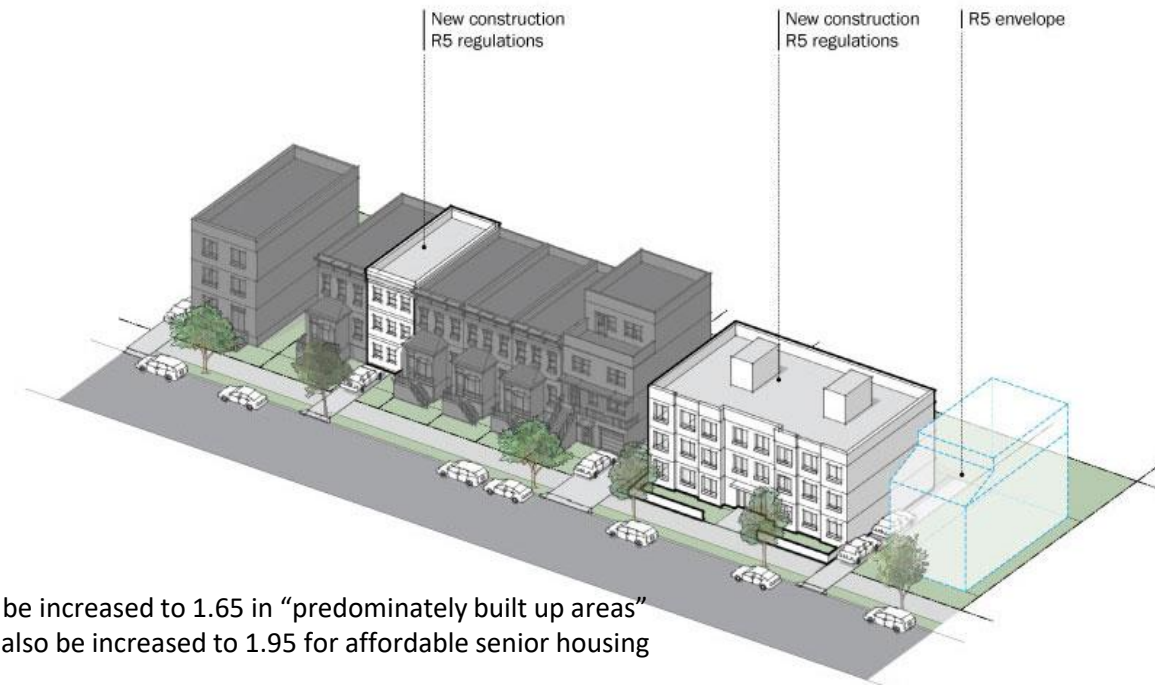 New construction
R5 regulations
New construction
R5 regulations
R5 envelope
be increased to 1.65 in “predominately built up areas”
also be increased to 1.95 for affordable senior housing